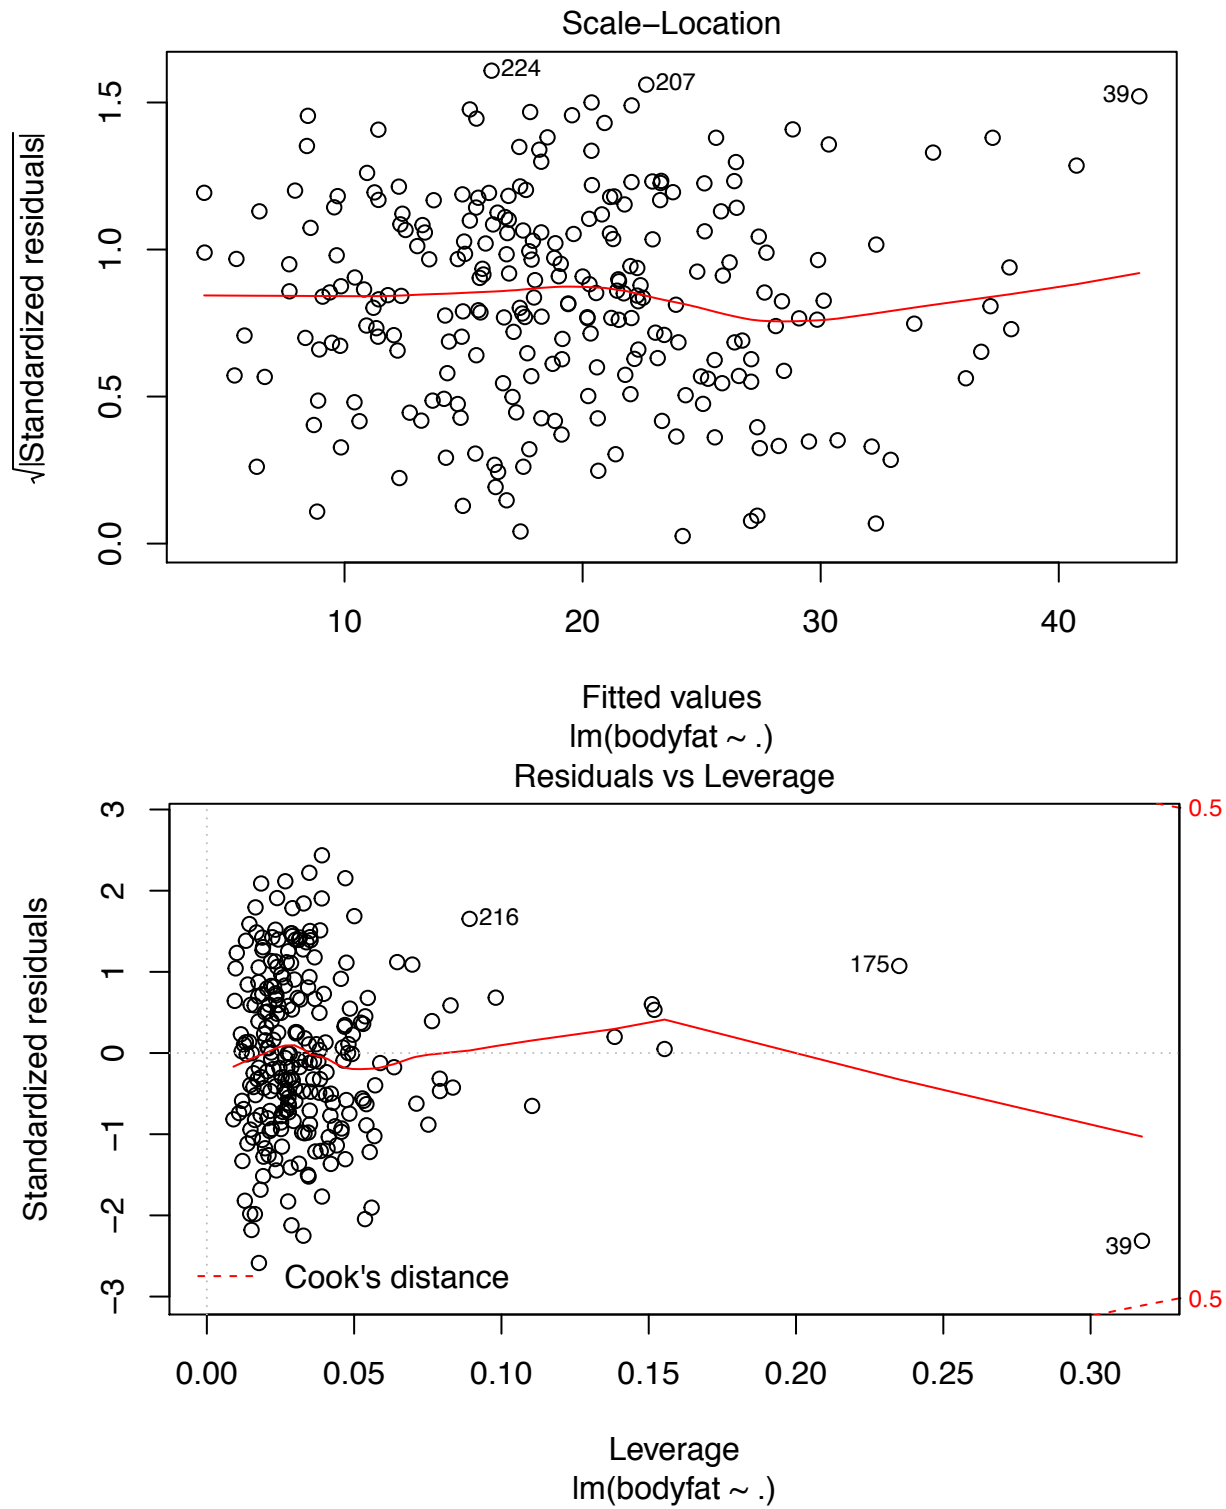 Scale−Location
√|Standardized residuals|
0.0 0.5 1.0 1.5
224
207
39
10 20 30 40
Fitted values
lm(bodyfat ~ .)
Residuals vs Leverage
Standardized residuals
−3 −2 −1 0 1 2 3
0.5
216
175
39
Cook's distance
0.5
0.00 0.05 0.10 0.15 0.20 0.25 0.30
Leverage
lm(bodyfat ~ .)